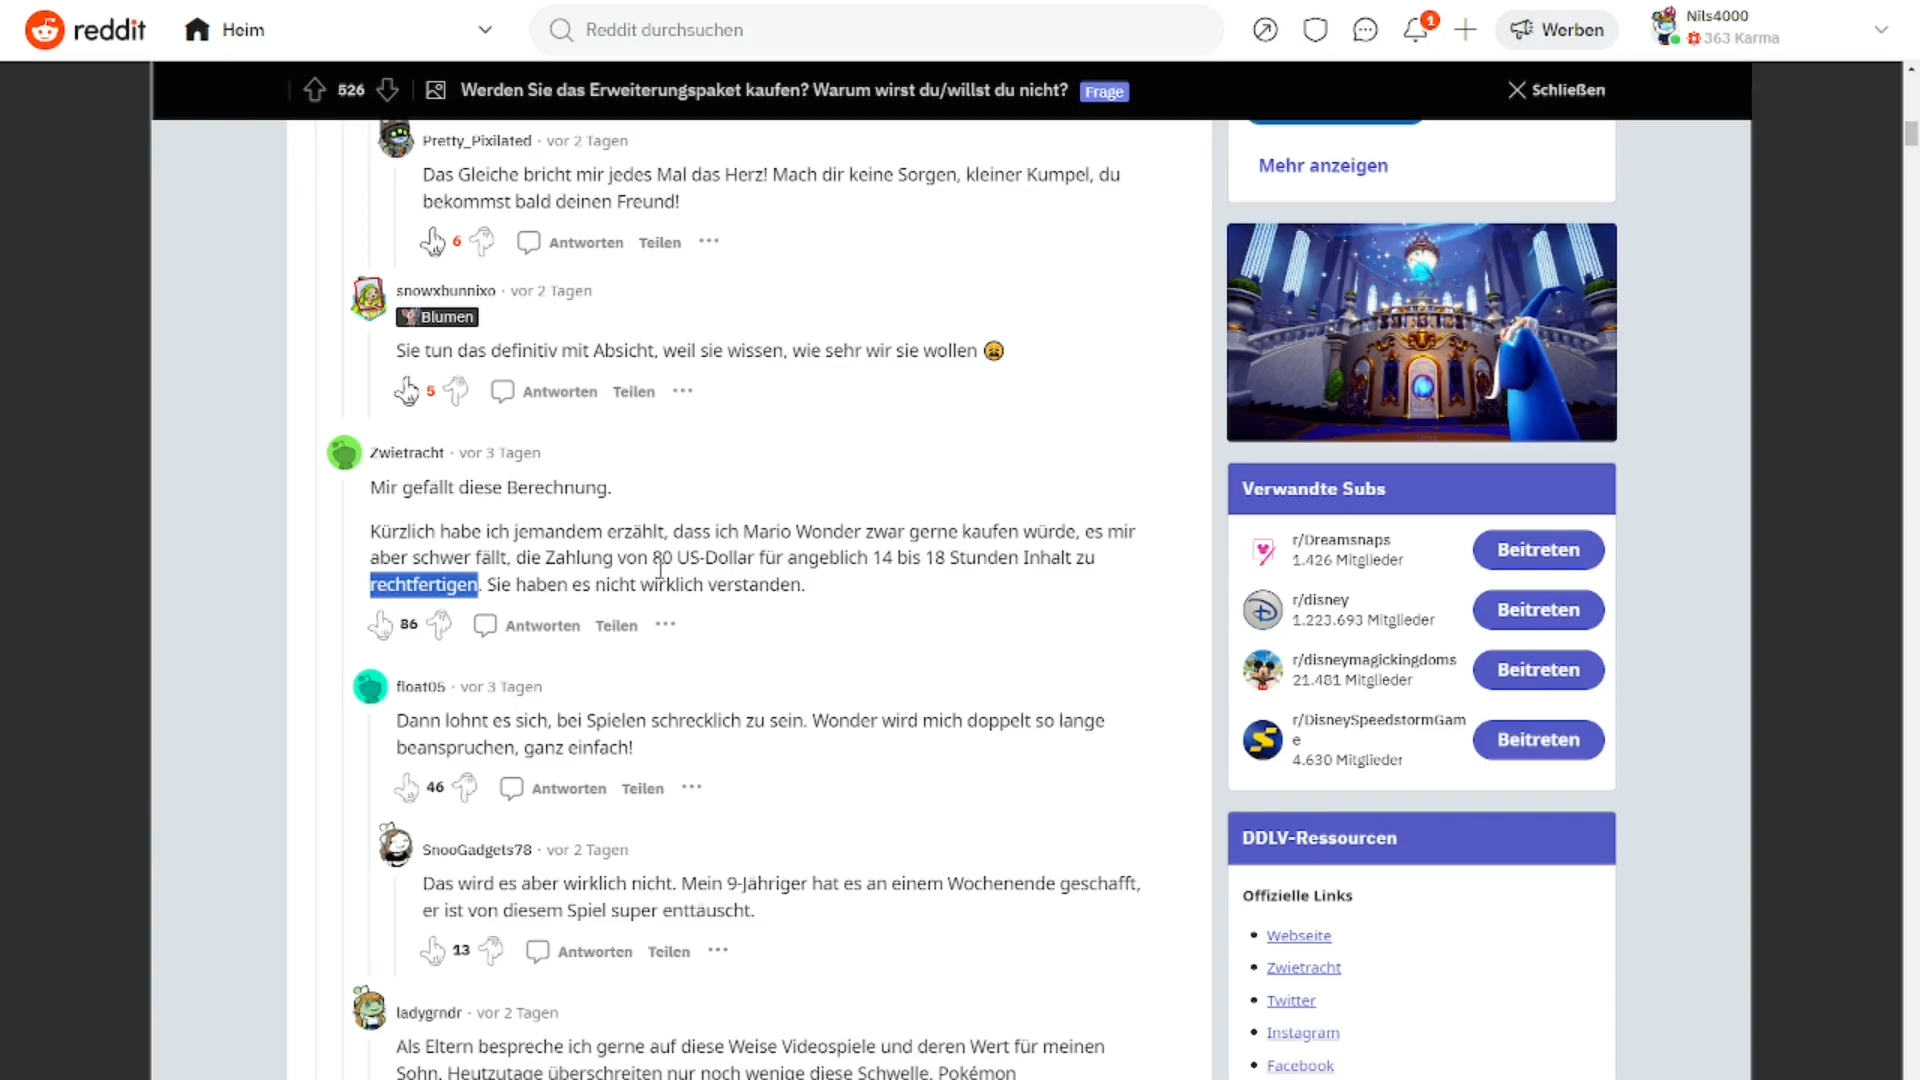 reddit
Heim
Reddit durchsuchen
1
Werben
Nils4000
363 Karma
526
Werden Sie das Erweiterungspaket kaufen? Warum wirst du/willst du nicht?
Frage
Schließen
Pretty_Pixilated · vor 2 Tagen
Das Gleiche bricht mir jedes Mal das Herz! Mach dir keine Sorgen, kleiner Kumpel, du
bekommst bald deinen Freund!
6
Antworten Teilen
snowxbunnixo · vor 2 Tagen
Blumen
Sie tun das definitiv mit Absicht, weil sie wissen, wie sehr wir sie wollen
5
Antworten Teilen
Zwietracht · vor 3 Tagen
Mir gefällt diese Berechnung.
Kürzlich habe ich jemandem erzählt, dass ich Mario Wonder zwar gerne kaufen würde, es mir
aber schwer fällt, die Zahlung von 80 US-Dollar für angeblich 14 bis 18 Stunden Inhalt zu
rechtfertigen. Sie haben es nicht wirklich verstanden.
86
Antworten Teilen
float05 · vor 3 Tagen
Dann lohnt es sich, bei Spielen schrecklich zu sein. Wonder wird mich doppelt so lange
beanspruchen, ganz einfach!
46
Antworten Teilen
SnooGadgets78 · vor 2 Tagen
Das wird es aber wirklich nicht. Mein 9-Jähriger hat es an einem Wochenende geschafft,
er ist von diesem Spiel super enttäuscht.
13
Antworten Teilen
ladygrndr · vor 2 Tagen
Als Eltern bespreche ich gerne auf diese Weise Videospiele und deren Wert für meinen
Sohn. Heutzutage überschreiten nur noch wenige diese Schwelle. Pokémon
Mehr anzeigen
Verwandte Subs
r/Dreamsnaps
1.426 Mitglieder
Beitreten
r/disney
1.223.693 Mitglieder
Beitreten
r/disneymagickingdoms
21.481 Mitglieder
Beitreten
r/DisneySpeedstormGam
e
4.630 Mitglieder
Beitreten
DDLV-Ressourcen
Offizielle Links
Webseite
Zwietracht
Twitter
Instagram
Facebook